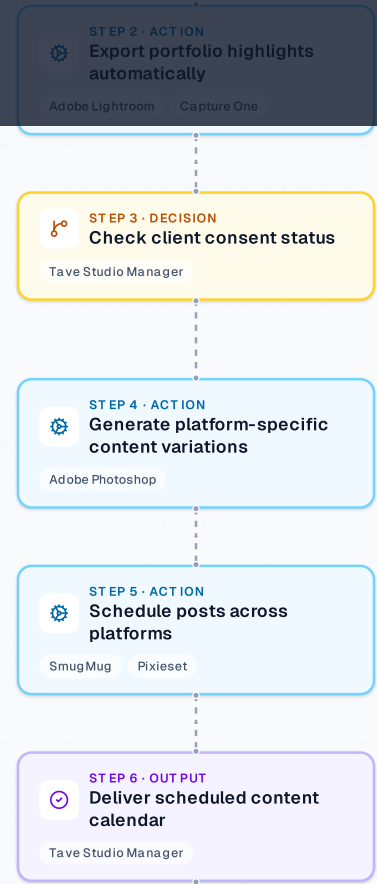 STEP 2 · ACTION
Export portfolio highlights
automatically
Adobe Lightroom Capture One
STEP 3 · DECISION
Check client consent status
Tave Studio Manager
STEP 4 · ACTION
Generate platform-specific
content variations
Adobe Photoshop
STEP 5 · ACTION
Schedule posts across
platforms
SmugMug Pixieset
STEP 6 · OUTPUT
Deliver scheduled content
calendar
Tave Studio Manager